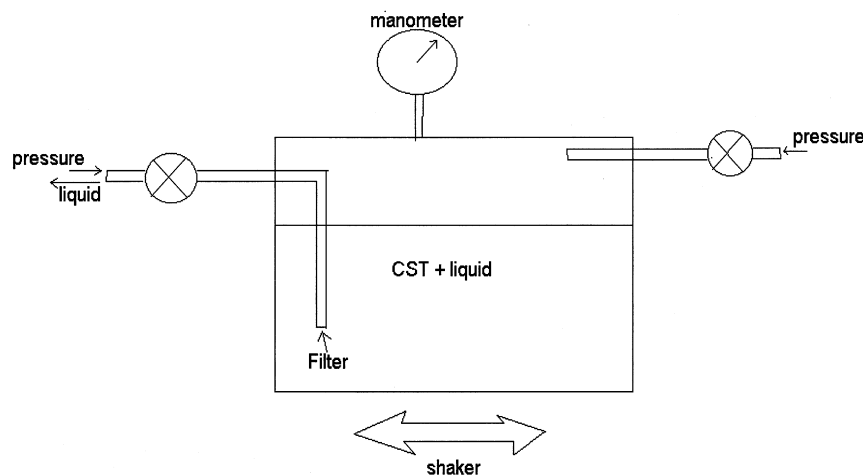 manometer
pressure
liquid
pressure
CST + liquid
Filter
shaker